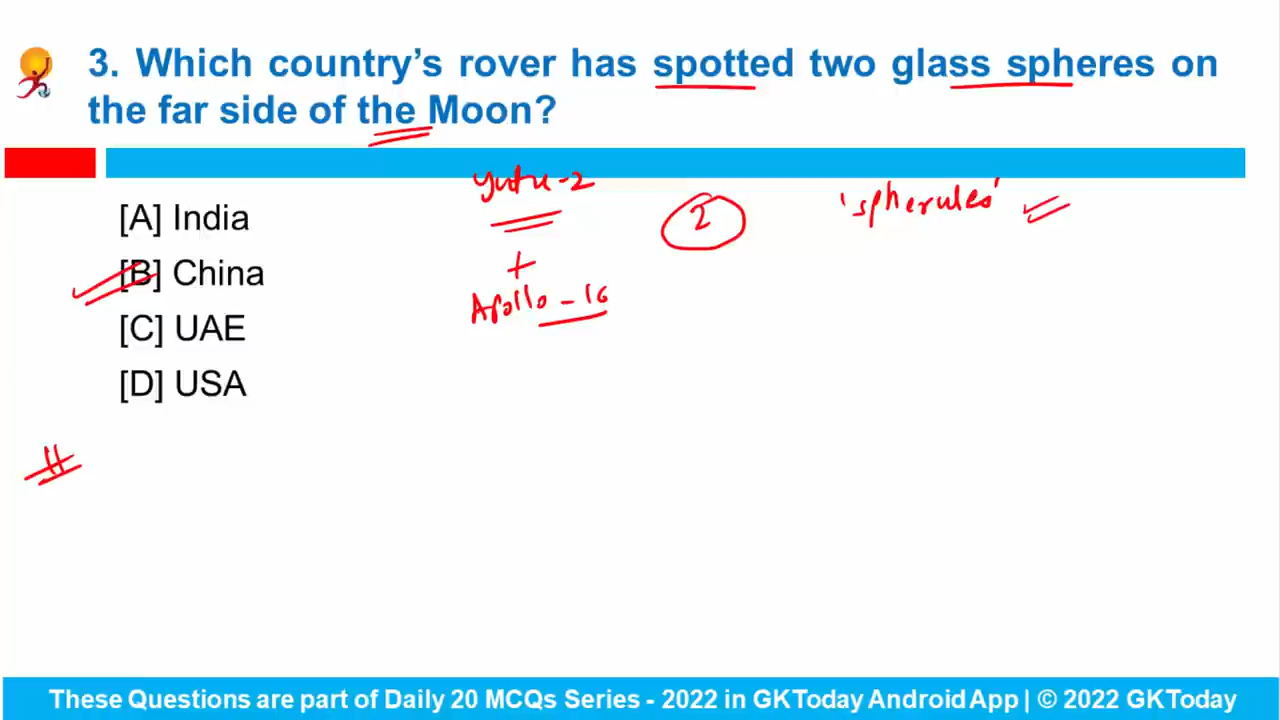 3. Which country's rover has spotted two glass spheres on
the far side of the Moon?
[A] India
[B] China
[C] UAE
[D] USA
Yutu-2
+
Apollo-16
2
'spherules'
These Questions are part of Daily 20 MCQs Series - 2022 in GKToday Android App | © 2022 GKToday